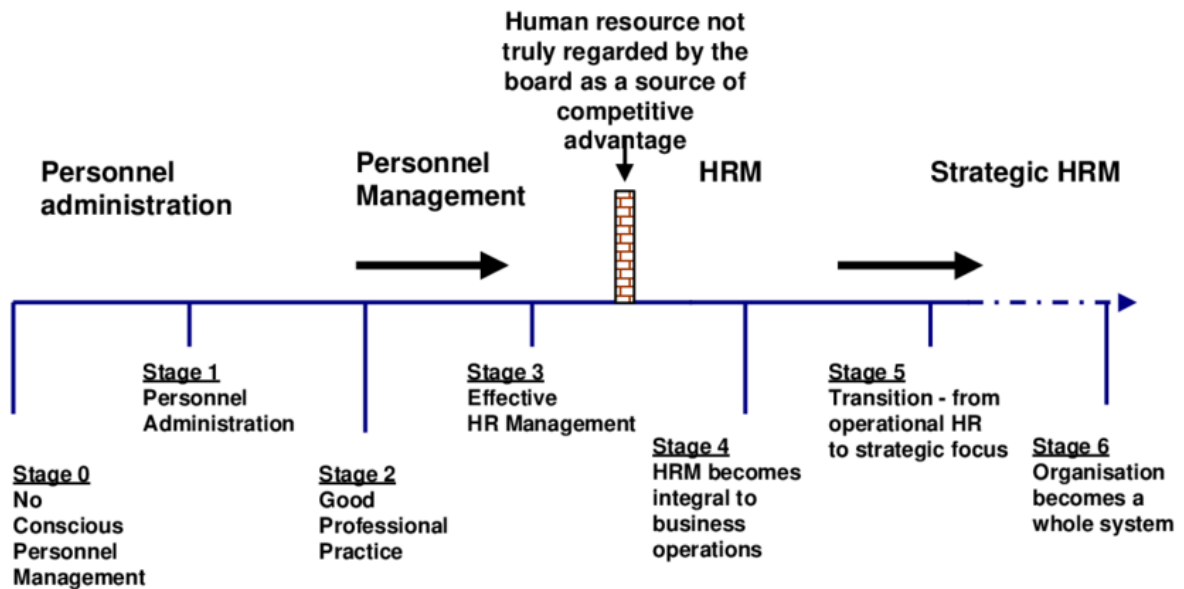 Human resource not
truly regarded by the
board as a source of
competitive
advantage
Personnel
administration
Personnel
Management
HRM
Strategic HRM
Stage 1
Personnel
Administration
Stage 3
Effective
HR Management
Stage 5
Transition - from
operational HR
to strategic focus
Stage 0
No
Conscious
Personnel
Management
Stage 2
Good
Professional
Practice
Stage 4
HRM becomes
integral to
business
operations
Stage 6
Organisation
becomes a
whole system